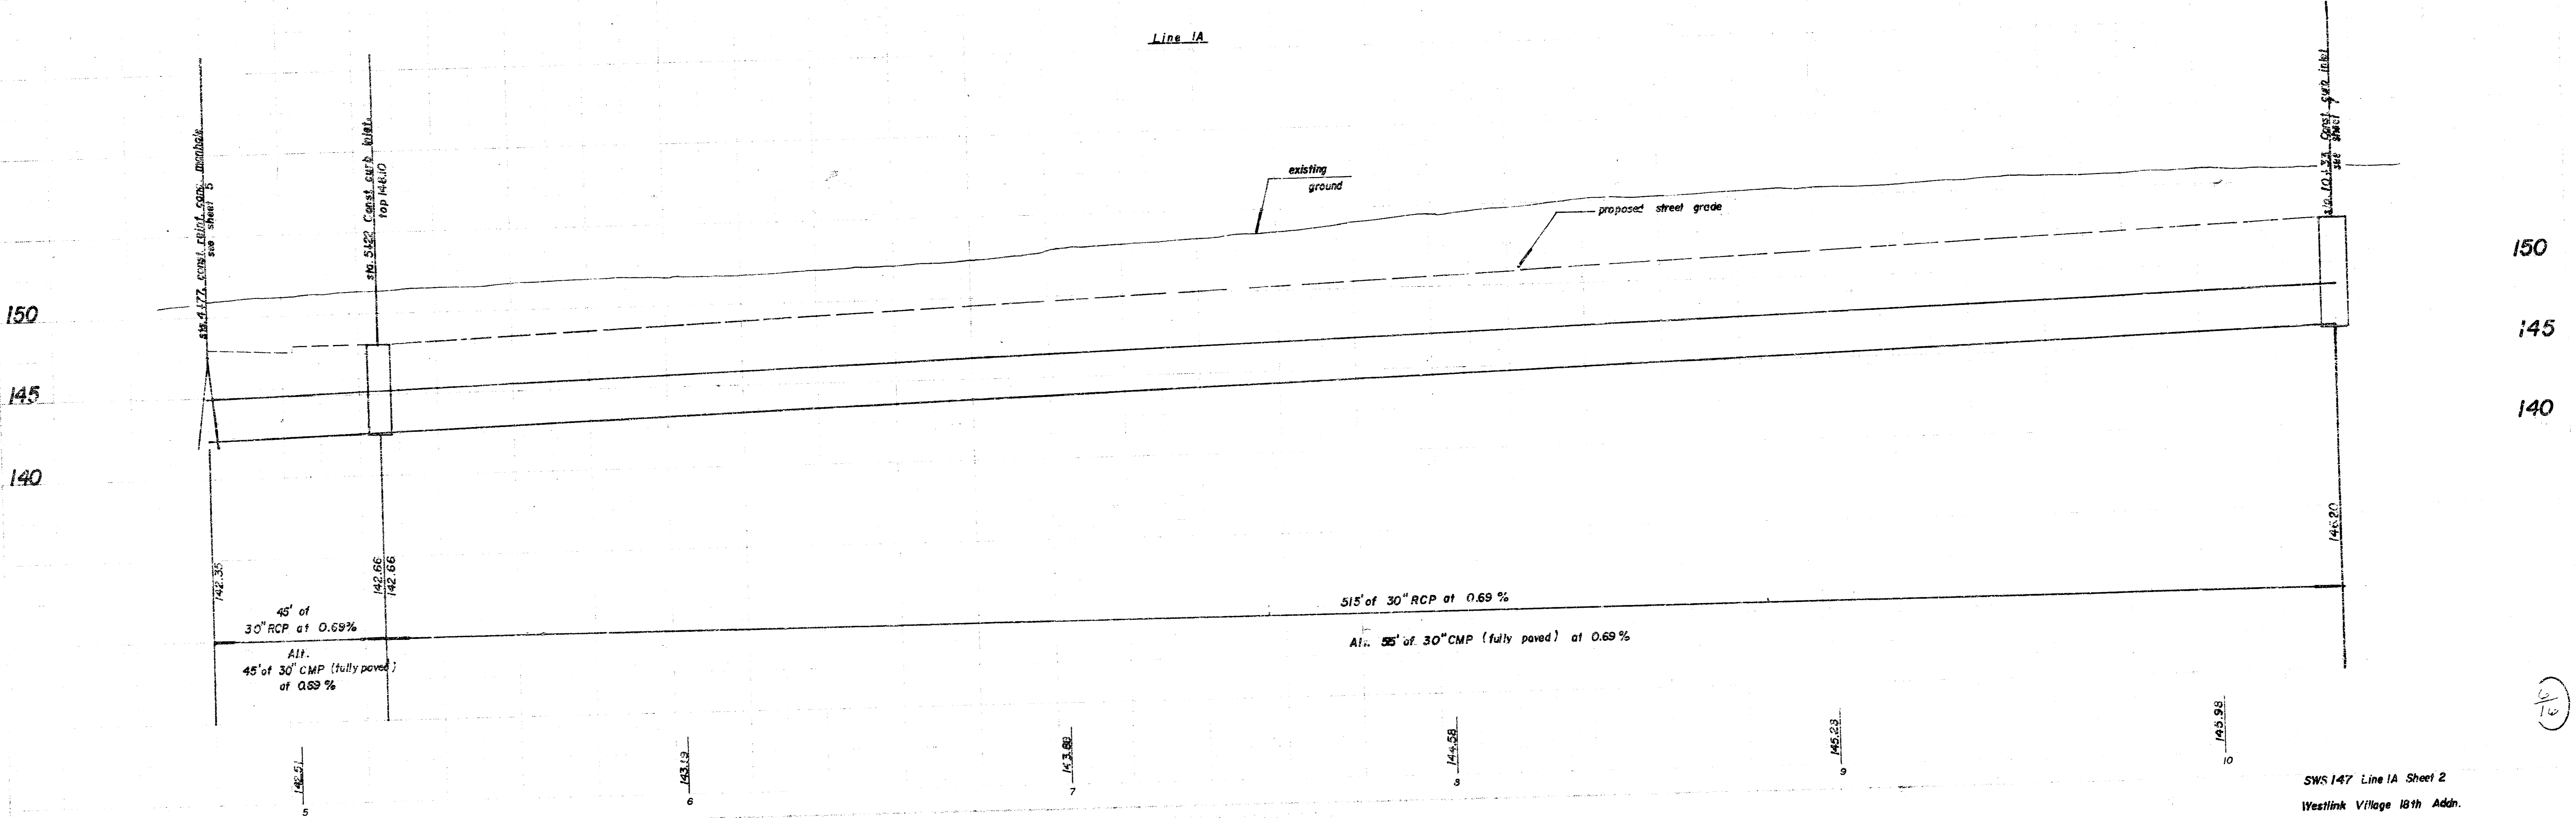 Line 1A
sta. 4+77 const. reinf. conc. manhole
see sheet 5
sta. 5+22 Const. curb inlet
top 148.10
existing
ground
proposed street grade
sta. 10+33 Const. curb inlet
see sheet 7
150
145
140
150
145
140
142.35
142.66
142.66
146.20
45' of
30" RCP at 0.69%
Alt.
45' of 30" CMP (fully paved)
at 0.69 %
515' of 30" RCP at 0.69 %
Alt. 515' of 30" CMP (fully paved) at 0.69 %
142.51
5
143.19
6
143.88
7
144.58
8
145.28
9
145.98
10
6/16
SWS 147 Line 1A Sheet 2
Westlink Village 18th Addn.